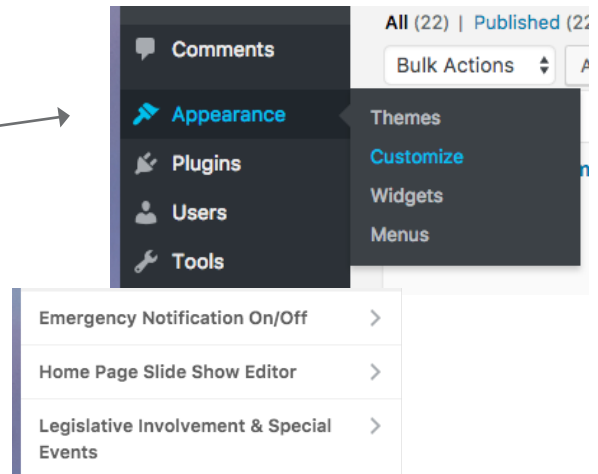 All (22) | Published (22
Comments
Bulk Actions
Appearance
Themes
Customize
Plugins
Widgets
Users
Menus
Tools
Emergency Notification On/Off
Home Page Slide Show Editor
Legislative Involvement & Special
Events